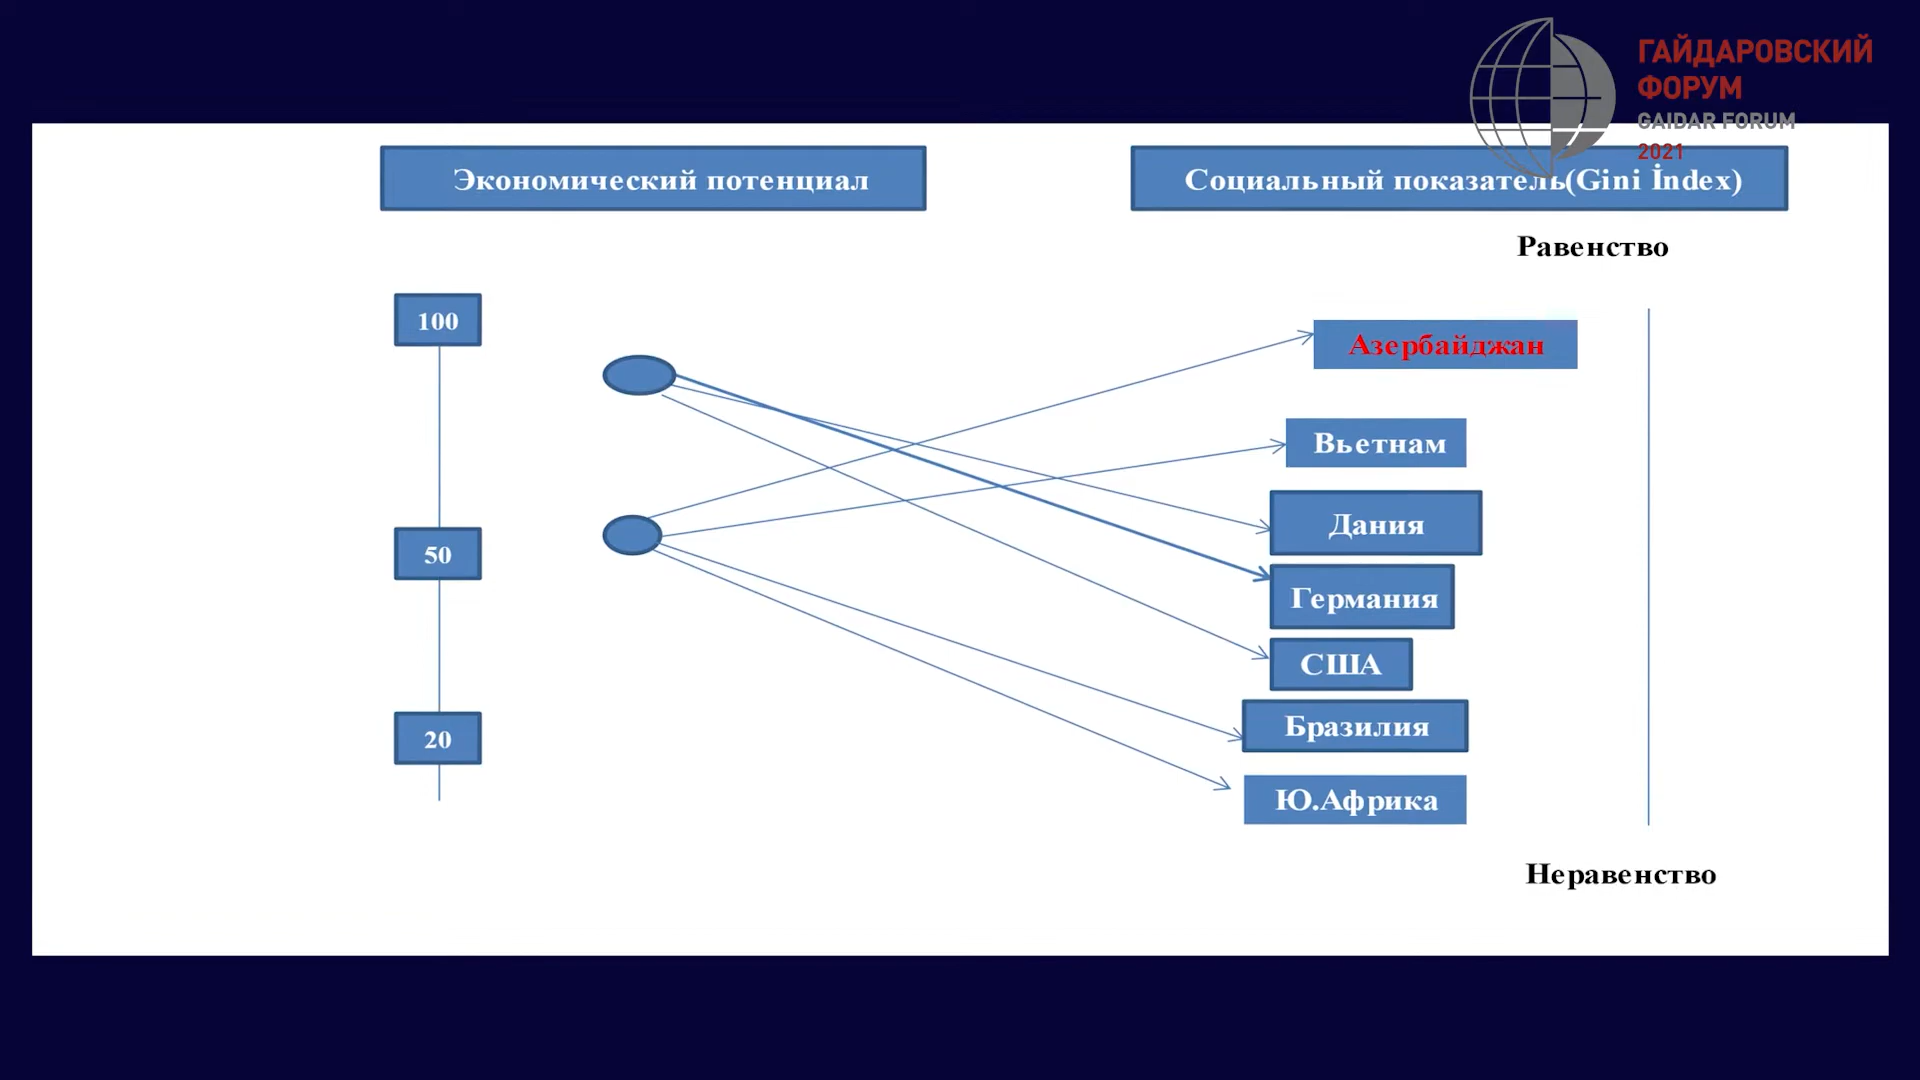 ГАЙДАРОВСКИЙ
ФОРУМ
GAIDAR FORUM
2021
Экономический потенциал
Социальный показатель(Gini İndex)
Равенство
100
Азербайджан
Вьетнам
Дания
50
Германия
США
Бразилия
20
Ю.Африка
Неравенство